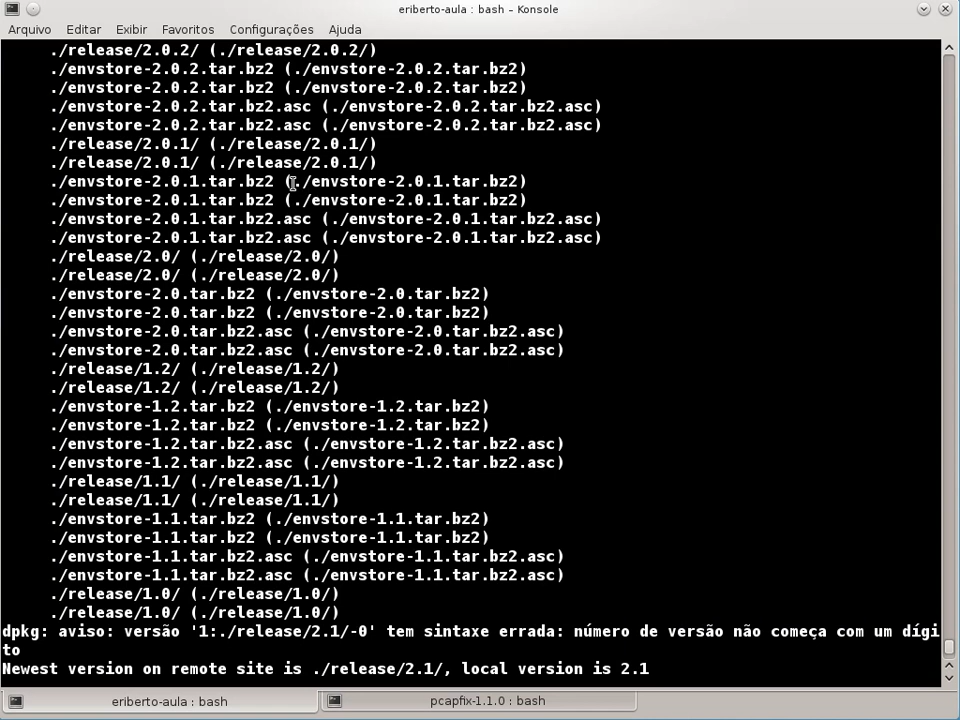 eriberto-aula : bash – Konsole
Arquivo Editar Exibir Favoritos Configurações Ajuda
./release/2.0.2/ (./release/2.0.2/)
./envstore-2.0.2.tar.bz2 (./envstore-2.0.2.tar.bz2)
./envstore-2.0.2.tar.bz2 (./envstore-2.0.2.tar.bz2)
./envstore-2.0.2.tar.bz2.asc (./envstore-2.0.2.tar.bz2.asc)
./envstore-2.0.2.tar.bz2.asc (./envstore-2.0.2.tar.bz2.asc)
./release/2.0.1/ (./release/2.0.1/)
./release/2.0.1/ (./release/2.0.1/)
./envstore-2.0.1.tar.bz2 (./envstore-2.0.1.tar.bz2)
./envstore-2.0.1.tar.bz2 (./envstore-2.0.1.tar.bz2)
./envstore-2.0.1.tar.bz2.asc (./envstore-2.0.1.tar.bz2.asc)
./envstore-2.0.1.tar.bz2.asc (./envstore-2.0.1.tar.bz2.asc)
./release/2.0/ (./release/2.0/)
./release/2.0/ (./release/2.0/)
./envstore-2.0.tar.bz2 (./envstore-2.0.tar.bz2)
./envstore-2.0.tar.bz2 (./envstore-2.0.tar.bz2)
./envstore-2.0.tar.bz2.asc (./envstore-2.0.tar.bz2.asc)
./envstore-2.0.tar.bz2.asc (./envstore-2.0.tar.bz2.asc)
./release/1.2/ (./release/1.2/)
./release/1.2/ (./release/1.2/)
./envstore-1.2.tar.bz2 (./envstore-1.2.tar.bz2)
./envstore-1.2.tar.bz2 (./envstore-1.2.tar.bz2)
./envstore-1.2.tar.bz2.asc (./envstore-1.2.tar.bz2.asc)
./envstore-1.2.tar.bz2.asc (./envstore-1.2.tar.bz2.asc)
./release/1.1/ (./release/1.1/)
./release/1.1/ (./release/1.1/)
./envstore-1.1.tar.bz2 (./envstore-1.1.tar.bz2)
./envstore-1.1.tar.bz2 (./envstore-1.1.tar.bz2)
./envstore-1.1.tar.bz2.asc (./envstore-1.1.tar.bz2.asc)
./envstore-1.1.tar.bz2.asc (./envstore-1.1.tar.bz2.asc)
./release/1.0/ (./release/1.0/)
./release/1.0/ (./release/1.0/)
dpkg: aviso: versão '1:./release/2.1/-0' tem sintaxe errada: número de versão não começa com um dígi
to
Newest version on remote site is ./release/2.1/, local version is 2.1
eriberto-aula : bash
pcapfix-1.1.0 : bash